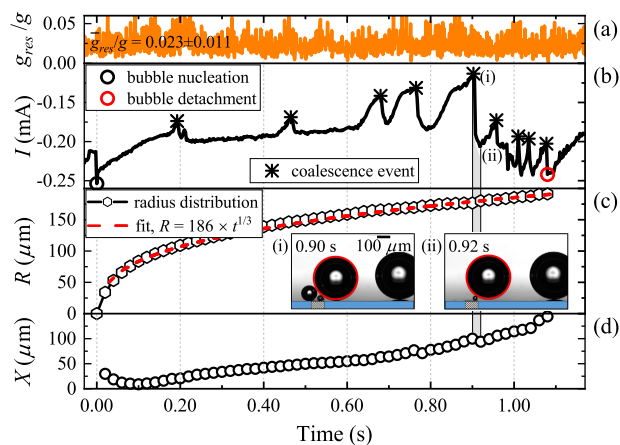 g_res/g
0.05
0.00
g_res/g = 0.023±0.011
(a)
I (mA)
-0.15
-0.20
-0.25
bubble nucleation
bubble detachment
coalescence event
(i)
(ii)
(b)
R (μm)
150
100
50
0
radius distribution
fit, R = 186 × t^1/3
(i) 0.90 s 100 μm
(ii) 0.92 s
(c)
X (μm)
100
50
0
(d)
0.00 0.20 0.40 0.60 0.80 1.00
Time (s)